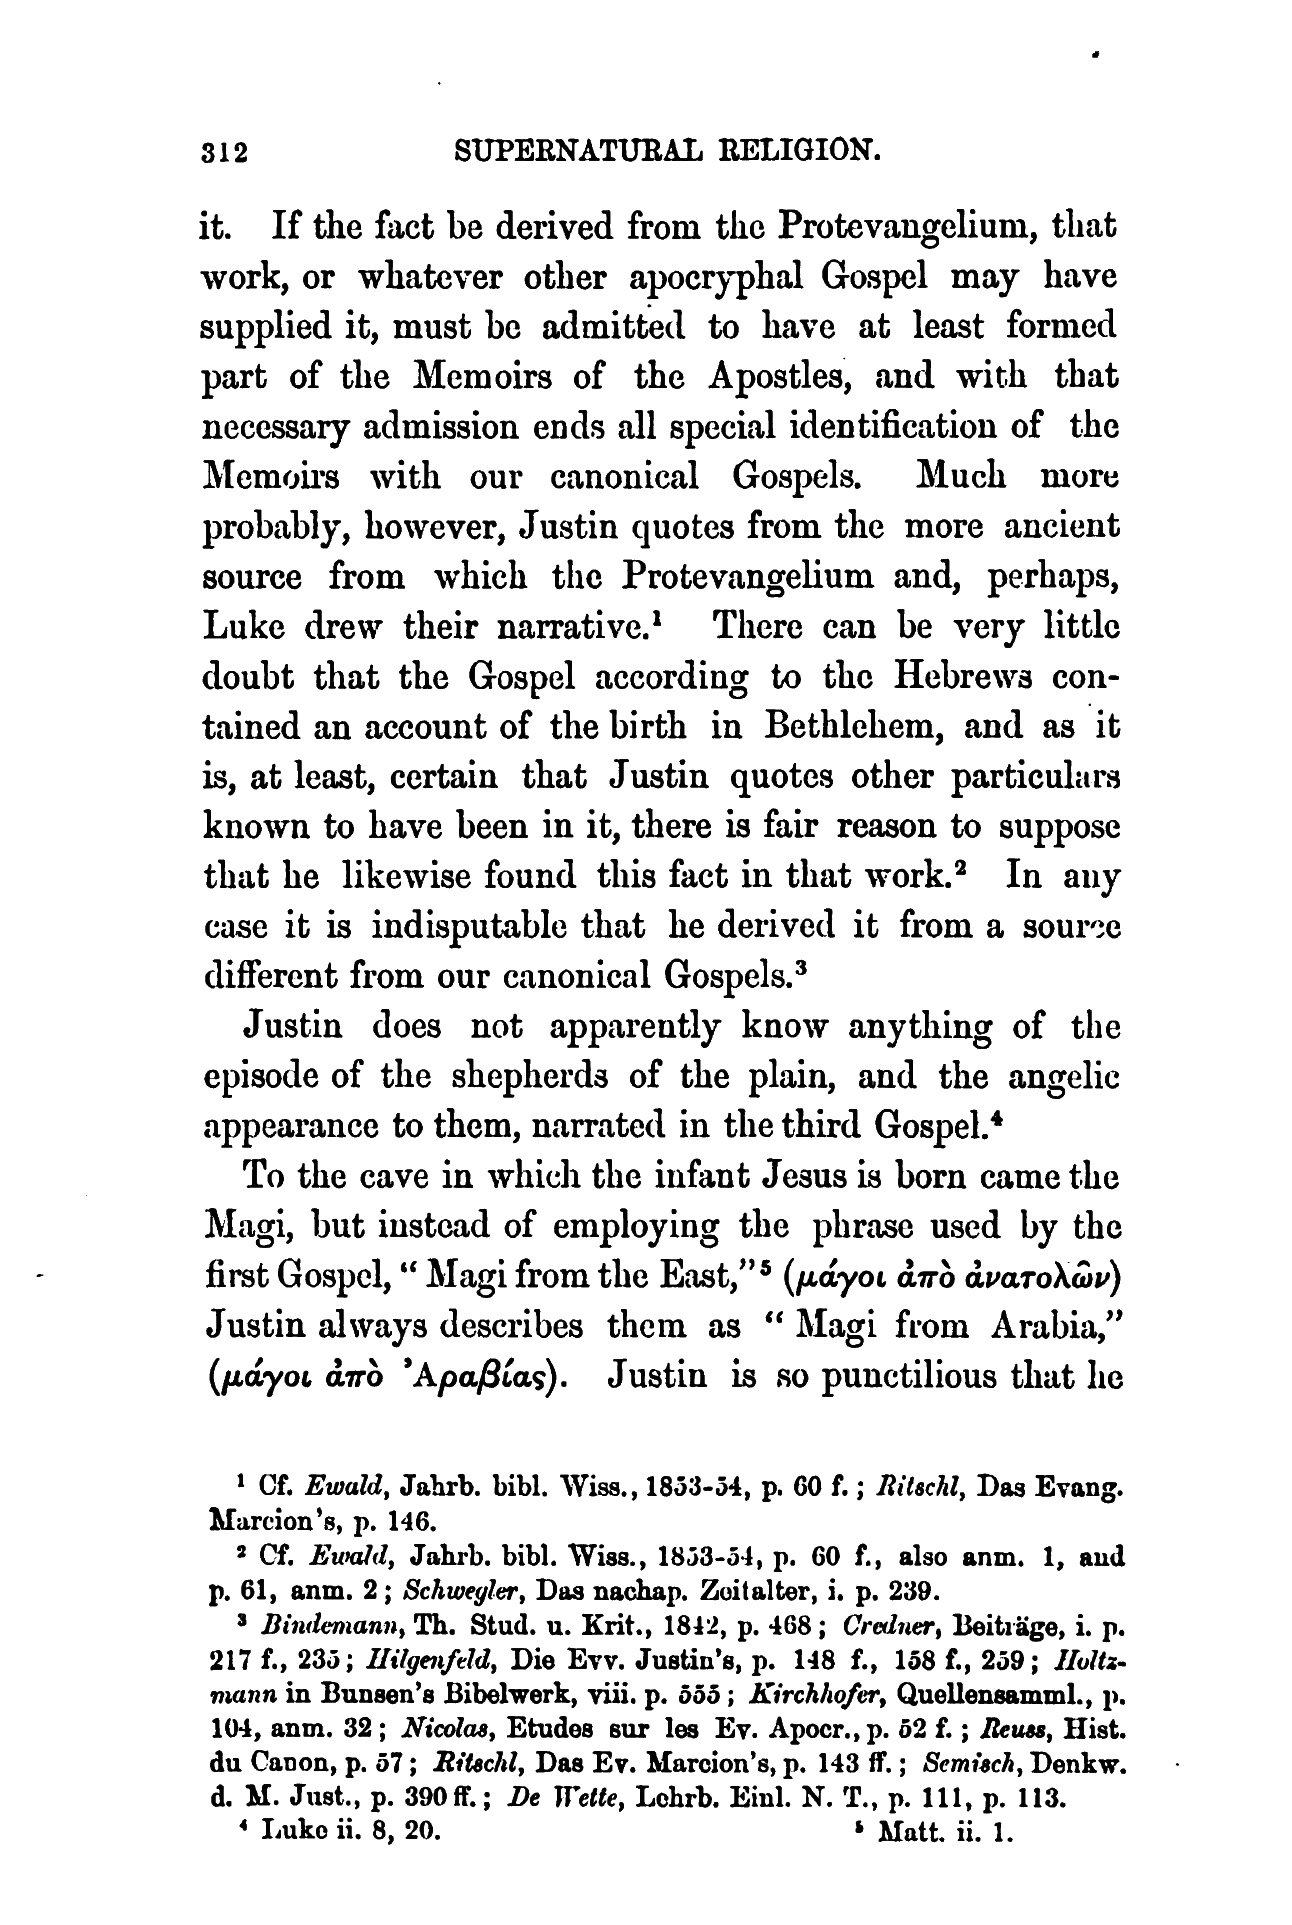 312 SUPERNATURAL RELIGION.
it. If the fact be derived from the Protevangelium, that
work, or whatever other apocryphal Gospel may have
supplied it, must be admitted to have at least formed
part of the Memoirs of the Apostles, and with that
necessary admission ends all special identification of the
Memoirs with our canonical Gospels. Much more
probably, however, Justin quotes from the more ancient
source from which the Protevangelium and, perhaps,
Luke drew their narrative.¹ There can be very little
doubt that the Gospel according to the Hebrews con-
tained an account of the birth in Bethlehem, and as it
is, at least, certain that Justin quotes other particulars
known to have been in it, there is fair reason to suppose
that he likewise found this fact in that work.² In any
case it is indisputable that he derived it from a source
different from our canonical Gospels.³
Justin does not apparently know anything of the
episode of the shepherds of the plain, and the angelic
appearance to them, narrated in the third Gospel.⁴
To the cave in which the infant Jesus is born came the
Magi, but instead of employing the phrase used by the
first Gospel, “ Magi from the East,”⁵ (μάγοι ἀπὸ ἀνατολῶν)
Justin always describes them as “ Magi from Arabia,”
(μάγοι ἀπὸ Ἀραβίας). Justin is so punctilious that he
¹ Cf. Ewald, Jahrb. bibl. Wiss., 1853-54, p. 60 f. ; Ritschl, Das Evang.
Marcion's, p. 146.
² Cf. Ewald, Jahrb. bibl. Wiss., 1853-54, p. 60 f., also anm. 1, and
p. 61, anm. 2 ; Schwegler, Das nachap. Zeitalter, i. p. 239.
³ Bindemann, Th. Stud. u. Krit., 1842, p. 468 ; Credner, Beiträge, i. p.
217 f., 235 ; Hilgenfeld, Die Evv. Justin's, p. 148 f., 158 f., 259 ; Holtz-
mann in Bunsen's Bibelwerk, viii. p. 555 ; Kirchhofer, Quellensamml., p.
104, anm. 32 ; Nicolas, Etudes sur les Ev. Apocr., p. 52 f. ; Reuss, Hist.
du Canon, p. 57 ; Ritschl, Das Ev. Marcion's, p. 143 ff. ; Semisch, Denkw.
d. M. Just., p. 390 ff. ; De Wette, Lehrb. Einl. N. T., p. 111, p. 113.
⁴ Luke ii. 8, 20. ⁵ Matt. ii. 1.